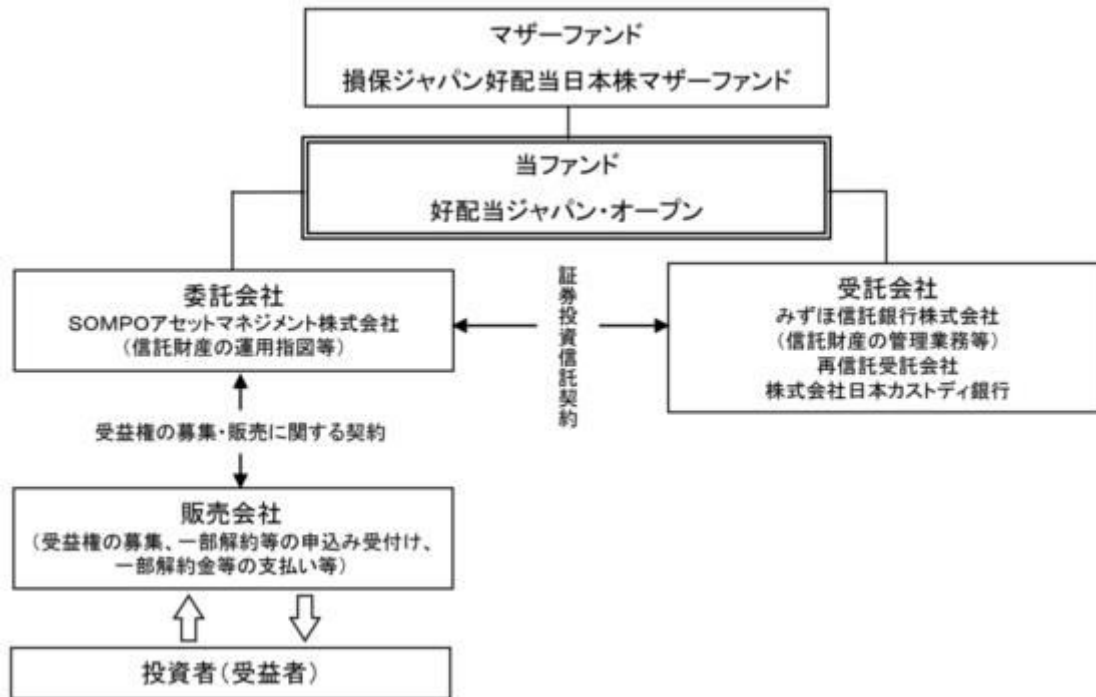 マザーファンド
損保ジャパン好配当日本株マザーファンド
当ファンド
好配当ジャパン・オープン
委託会社
SOMPOアセットマネジメント株式会社
（信託財産の運用指図等）
証券投資信託契約
受託会社
みずほ信託銀行株式会社
（信託財産の管理業務等）
再信託受託会社
株式会社日本カストディ銀行
受益権の募集・販売に関する契約
販売会社
（受益権の募集、一部解約等の申込み受付け、
一部解約金等の支払い等）
投資者（受益者）